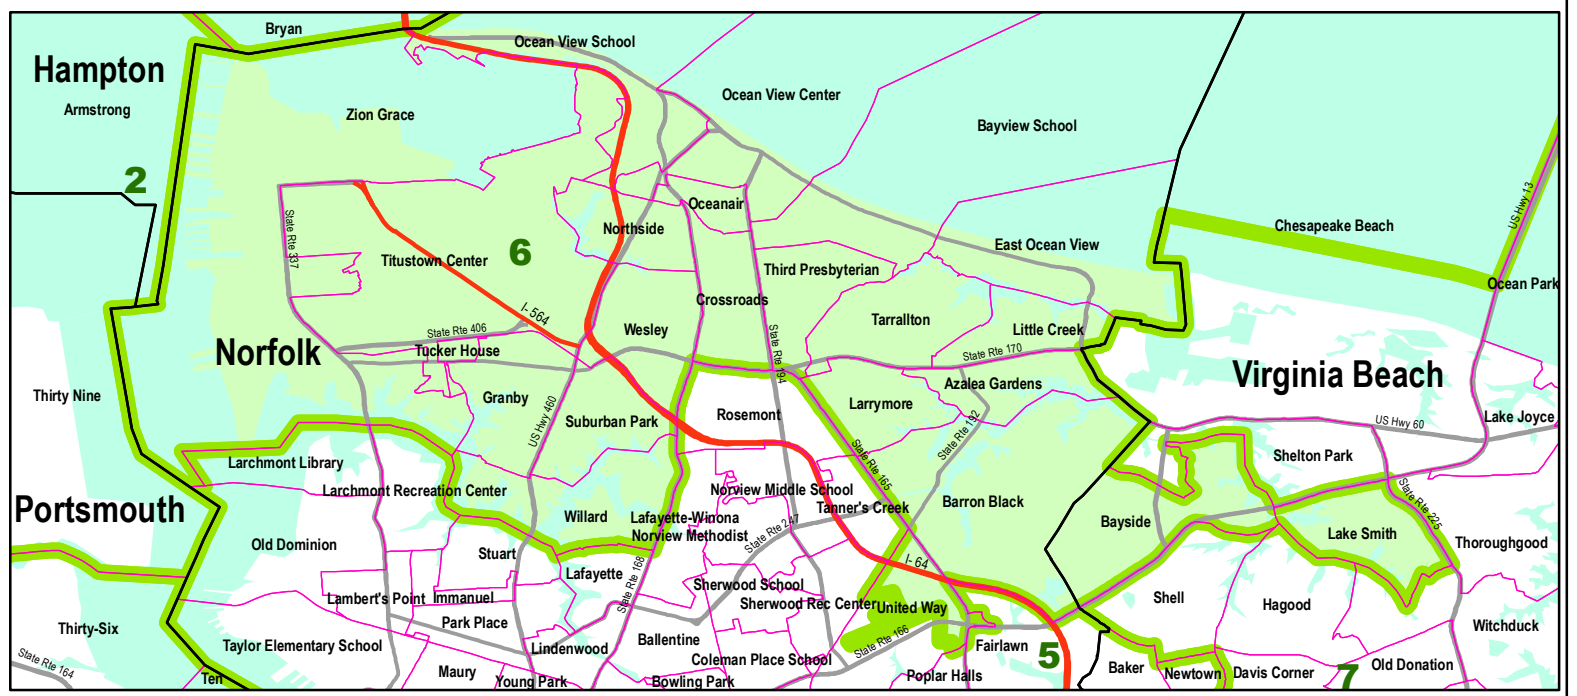 Bryan
Ocean View School
Hampton
Armstrong
Zion Grace
Ocean View Center
Bayview School
2
US Hwy 13
Oceanair
Chesapeake Beach
State Rte 337
Northside
6
Titustown Center
East Ocean View
Third Presbyterian
Ocean Park
Crossroads
I-564
Tarrallton
State Rte 406
Wesley
Little Creek
Norfolk
Tucker House
State Rte 194
State Rte 170
Virginia Beach
Azalea Gardens
Thirty Nine
Granby
Larrymore
US Hwy 460
Suburban Park
Rosemont
State Rte 192
US Hwy 60
Lake Joyce
Larchmont Library
State Rte 165
Shelton Park
Larchmont Recreation Center
Norview Middle School
State Rte 225
Portsmouth
Tanner's Creek
Barron Black
Willard
Lafayette-Winona
Bayside
Norview Methodist
State Rte 247
Lake Smith
Old Dominion
Stuart
Thoroughgood
I-64
Lafayette
State Rte 168
Sherwood School
Lambert's Point
Immanuel
Sherwood Rec Center
United Way
Shell
Hagood
Park Place
Thirty-Six
Witchduck
Taylor Elementary School
Lindenwood
Ballentine
State Rte 166
Fairlawn
5
State Rte 164
Coleman Place School
Old Donation
Maury
Baker
Newtown
Davis Corner
7
Ten
Young Park
Bowling Park
Poplar Halls